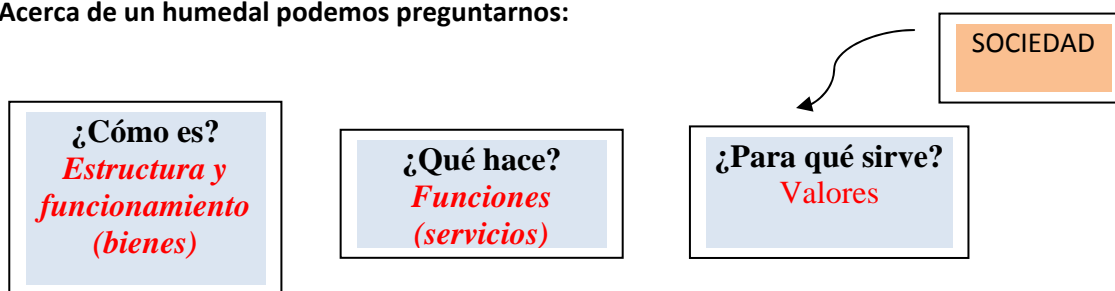 Acerca de un humedal podemos preguntarnos:
SOCIEDAD
¿Cómo es?
Estructura y
funcionamiento
(bienes)
¿Qué hace?
Funciones
(servicios)
¿Para qué sirve?
Valores